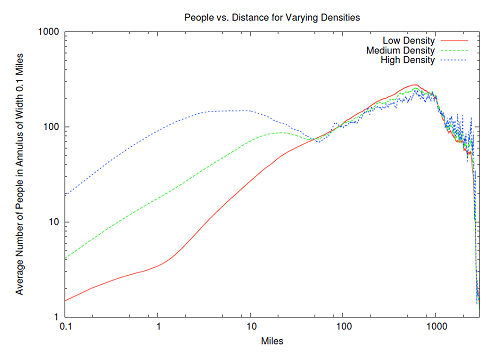 People vs. Distance for Varying Densities
Low Density
Medium Density
High Density
Average Number of People in Annulus of Width 0.1 Miles
1000
100
10
1
0.1 1 10 100 1000
Miles